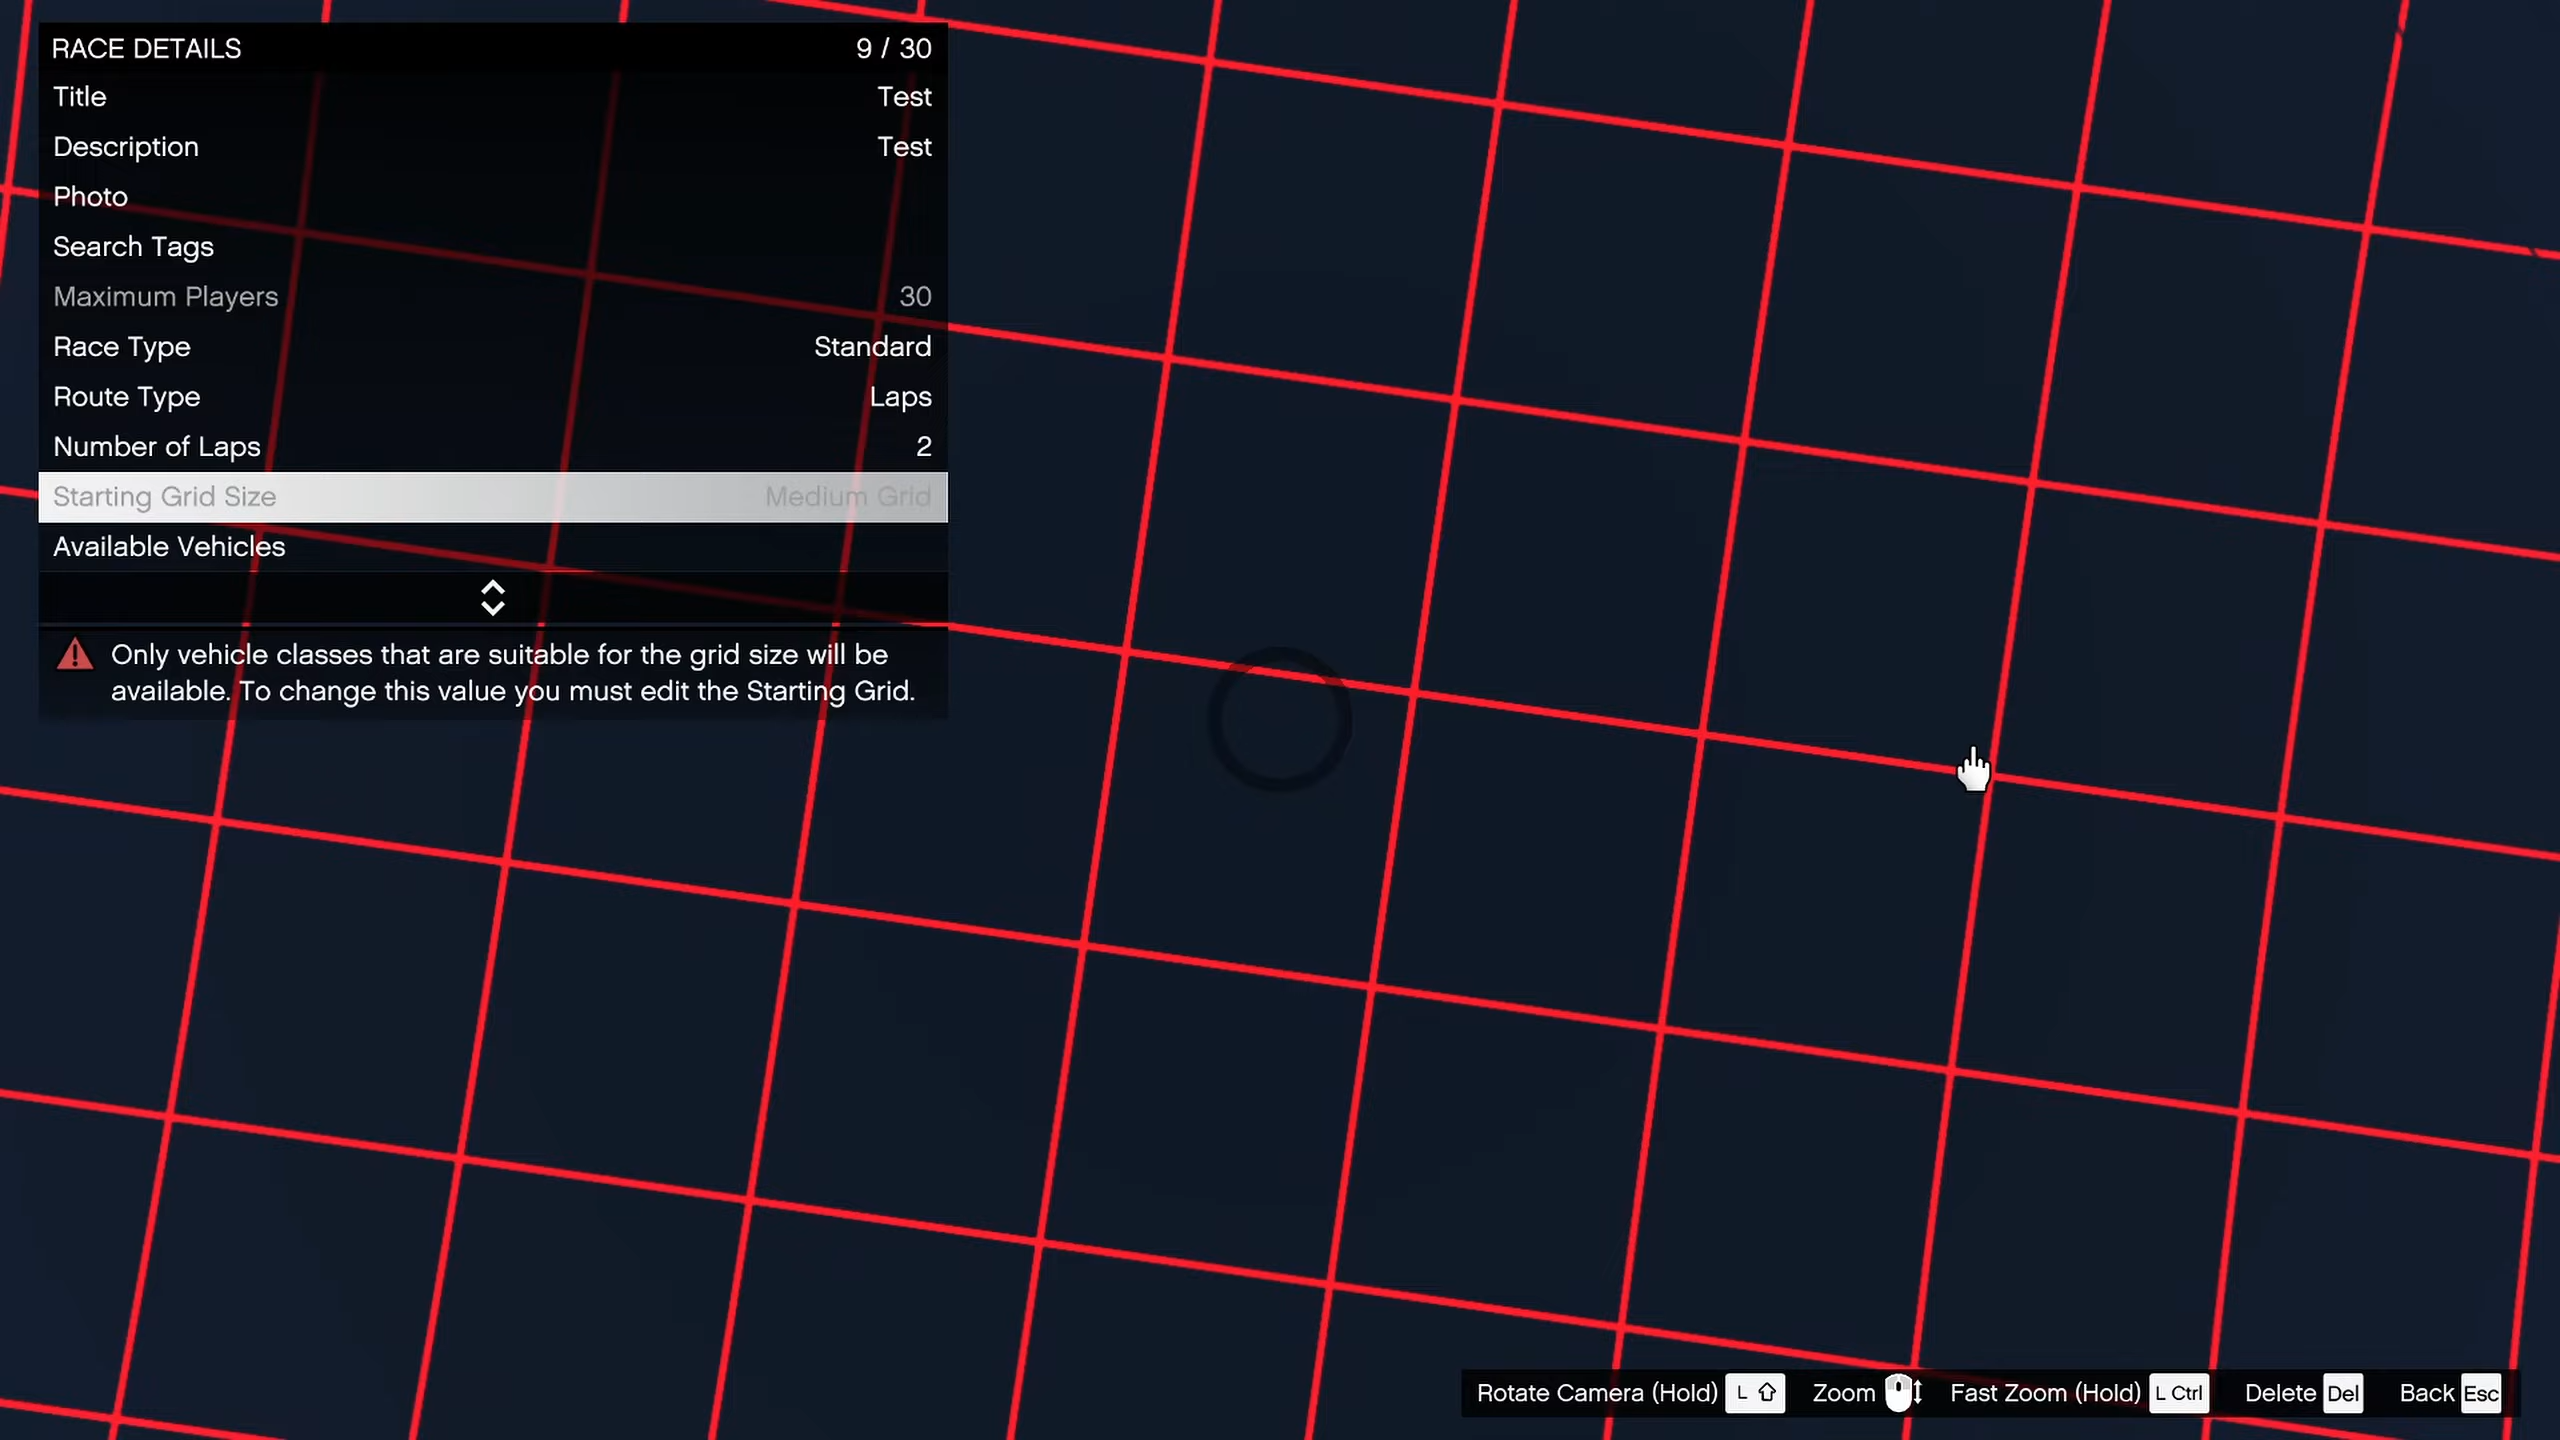 RACE DETAILS 9 / 30
Title Test
Description Test
Photo
Search Tags
Maximum Players 30
Race Type Standard
Route Type Laps
Number of Laps 2
Starting Grid Size Medium Grid
Available Vehicles
Only vehicle classes that are suitable for the grid size will be
available. To change this value you must edit the Starting Grid.
Rotate Camera (Hold) L Zoom Fast Zoom (Hold) L Ctrl Delete Del Back Esc